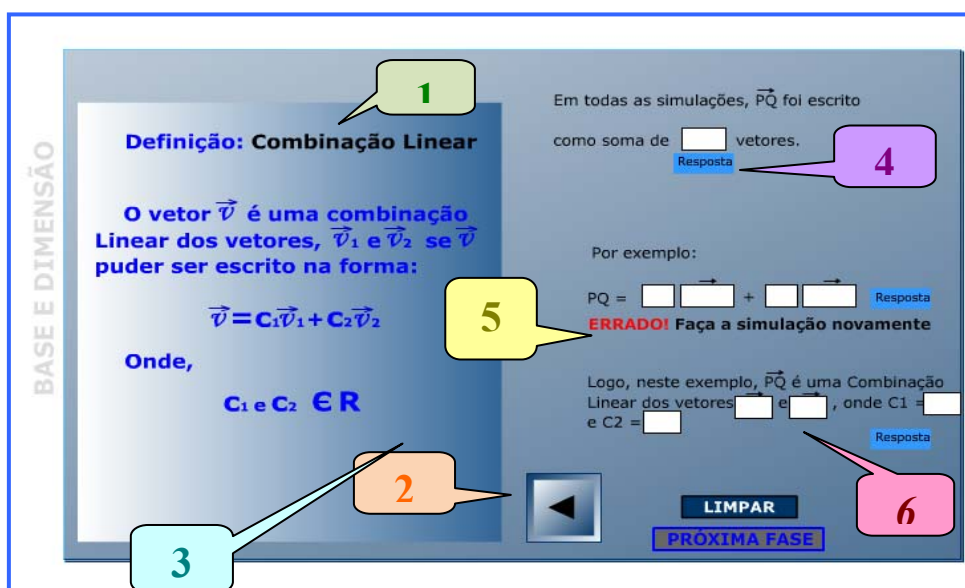 BASE E DIMENSÃO
1
Definição: Combinação Linear
O vetor v⃗ é uma combinação
Linear dos vetores, v⃗₁ e v⃗₂ se v⃗
puder ser escrito na forma:
v⃗=C₁v⃗₁+C₂v⃗₂
Onde,
C₁ e C₂ Є R
3
2
Em todas as simulações, P⃗Q⃗ foi escrito
como soma de vetores.
Resposta
4
Por exemplo:
PQ = + Resposta
5
ERRADO! Faça a simulação novamente
Logo, neste exemplo, P⃗Q⃗ é uma Combinação
Linear dos vetores e , onde C1 =
e C2 =
Resposta
6
LIMPAR
PRÓXIMA FASE